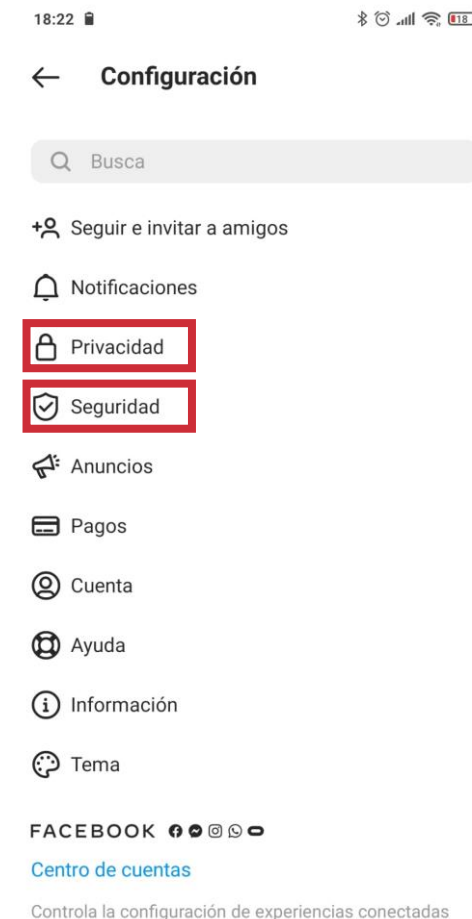 18:22
18
Configuración
Busca
Seguir e invitar a amigos
Notificaciones
Privacidad
Seguridad
Anuncios
Pagos
Cuenta
Ayuda
Información
Tema
FACEBOOK
Centro de cuentas
Controla la configuración de experiencias conectadas